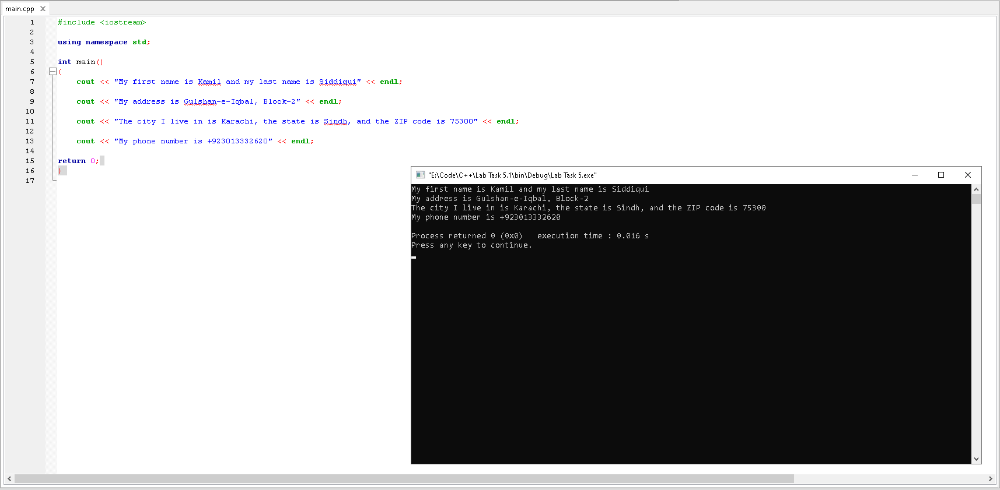 main.cpp X
1 #include <iostream>
2
3 using namespace std;
4
5 int main()
6 {
7 cout << "My first name is Kamil and my last name is Siddiqui" << endl;
8
9 cout << "My address is Gulshan-e-Iqbal, Block-2" << endl;
10
11 cout << "The city I live in is Karachi, the state is Sindh, and the ZIP code is 75300" << endl;
12
13 cout << "My phone number is +923013332620" << endl;
14
15 return 0;
16 }
17
"E:\Code\C++\Lab Task 5.1\bin\Debug\Lab Task 5.exe"
My first name is Kamil and my last name is Siddiqui
My address is Gulshan-e-Iqbal, Block-2
The city I live in is Karachi, the state is Sindh, and the ZIP code is 75300
My phone number is +923013332620
Process returned 0 (0x0)   execution time : 0.016 s
Press any key to continue.